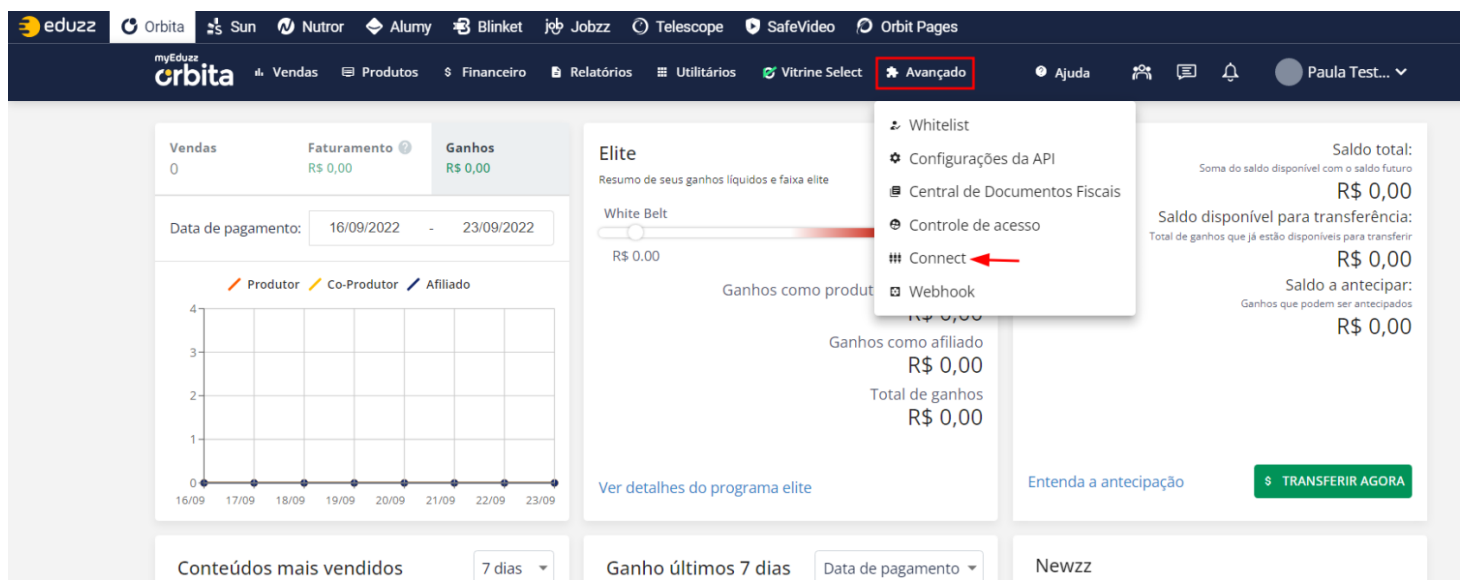 eduzz Orbita Sun Nutror Alumy Blinket Jobzz Telescope SafeVideo Orbit Pages
myEduzz
orbita Vendas Produtos Financeiro Relatórios Utilitários Vitrine Select Avançado Ajuda Paula Test...
Whitelist
Configurações da API
Central de Documentos Fiscais
Controle de acesso
Connect
Webhook
Vendas Faturamento Ganhos
0 R$ 0,00 R$ 0,00
Data de pagamento: 16/09/2022 - 23/09/2022
Produtor Co-Produtor Afiliado
4
3
2
1
0
16/09 17/09 18/09 19/09 20/09 21/09 22/09 23/09
Elite
Resumo de seus ganhos líquidos e faixa elite
White Belt
R$ 0.00
Ganhos como produt
R$ 0,00
Ganhos como afiliado
R$ 0,00
Total de ganhos
R$ 0,00
Ver detalhes do programa elite
Saldo total:
Soma do saldo disponível com o saldo futuro
R$ 0,00
Saldo disponível para transferência:
Total de ganhos que já estão disponíveis para transferir
R$ 0,00
Saldo a antecipar:
Ganhos que podem ser antecipados
R$ 0,00
Entenda a antecipação $ TRANSFERIR AGORA
Conteúdos mais vendidos 7 dias
Ganho últimos 7 dias Data de pagamento
Newzz